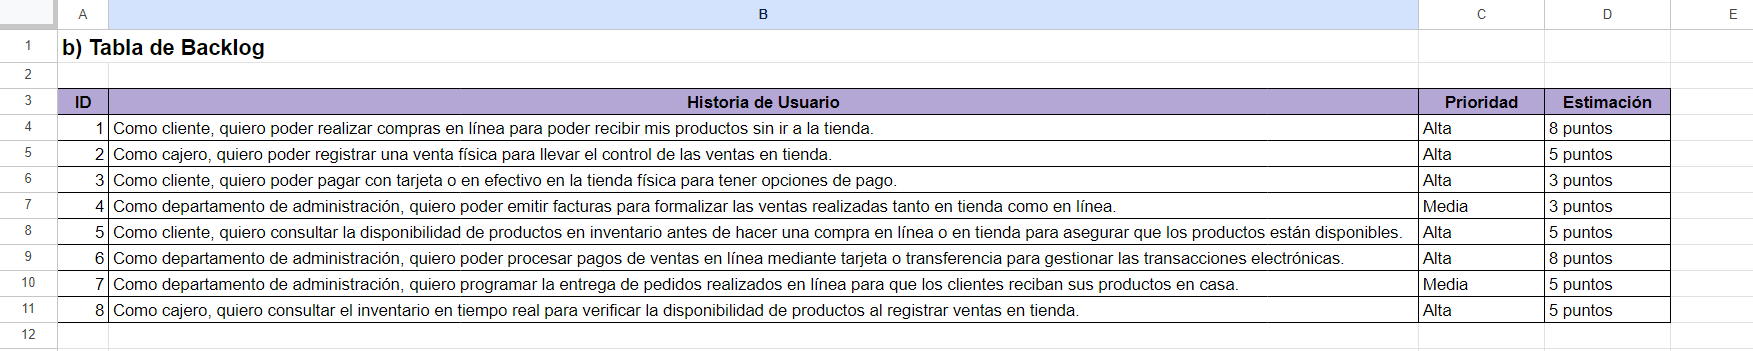 A B C D E
1 b) Tabla de Backlog
2
3 ID Historia de Usuario Prioridad Estimación
4 1 Como cliente, quiero poder realizar compras en línea para poder recibir mis productos sin ir a la tienda. Alta 8 puntos
5 2 Como cajero, quiero poder registrar una venta física para llevar el control de las ventas en tienda. Alta 5 puntos
6 3 Como cliente, quiero poder pagar con tarjeta o en efectivo en la tienda física para tener opciones de pago. Alta 3 puntos
7 4 Como departamento de administración, quiero poder emitir facturas para formalizar las ventas realizadas tanto en tienda como en línea. Media 3 puntos
8 5 Como cliente, quiero consultar la disponibilidad de productos en inventario antes de hacer una compra en línea o en tienda para asegurar que los productos están disponibles. Alta 5 puntos
9 6 Como departamento de administración, quiero poder procesar pagos de ventas en línea mediante tarjeta o transferencia para gestionar las transacciones electrónicas. Alta 8 puntos
10 7 Como departamento de administración, quiero programar la entrega de pedidos realizados en línea para que los clientes reciban sus productos en casa. Media 5 puntos
11 8 Como cajero, quiero consultar el inventario en tiempo real para verificar la disponibilidad de productos al registrar ventas en tienda. Alta 5 puntos
12